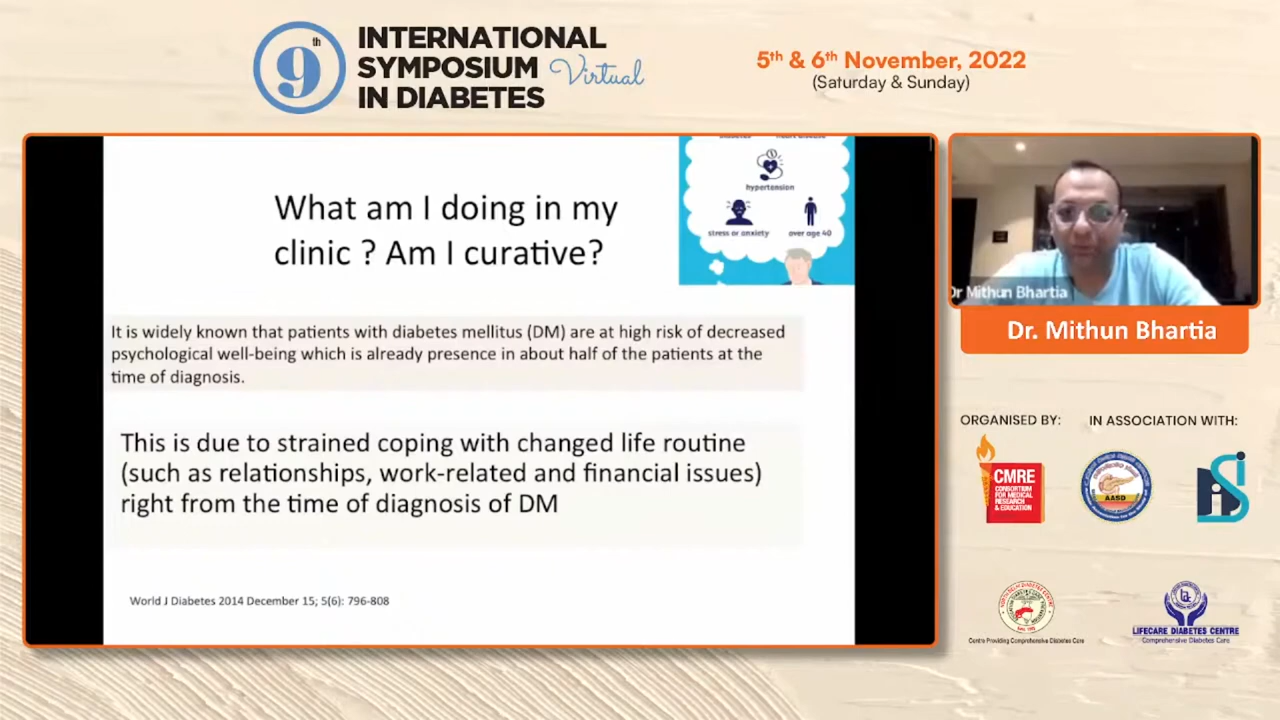 9th
INTERNATIONAL
SYMPOSIUM Virtual
IN DIABETES
5th & 6th November, 2022
(Saturday & Sunday)
What am I doing in my
clinic ? Am I curative?
hypertension
stress or anxiety
over age 40
It is widely known that patients with diabetes mellitus (DM) are at high risk of decreased
psychological well-being which is already presence in about half of the patients at the
time of diagnosis.
This is due to strained coping with changed life routine
(such as relationships, work-related and financial issues)
right from the time of diagnosis of DM
World J Diabetes 2014 December 15; 5(6): 796-808
Dr Mithun Bhartia
Dr. Mithun Bhartia
ORGANISED BY:
IN ASSOCIATION WITH:
CMRE
CONSORTIUM
FOR MEDICAL
RESEARCH
& EDUCATION
AASD
Centre Providing Comprehensive Diabetes Care
LIFECARE DIABETES CENTRE
Comprehensive Diabetes Care